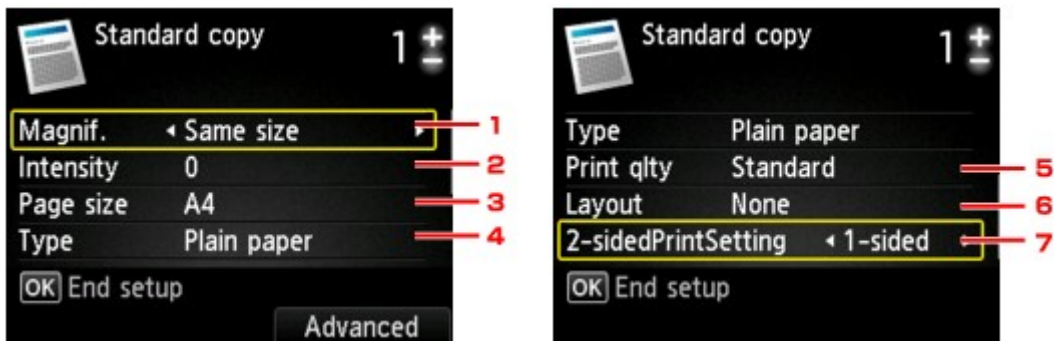 Standard copy 1 + −
Magnif. Same size 1
Intensity 0 2
Page size A4 3
Type Plain paper 4
OK End setup
Advanced
Standard copy 1 + −
Type Plain paper
Print qlty Standard 5
Layout None 6
2-sidedPrintSetting 1-sided 7
OK End setup